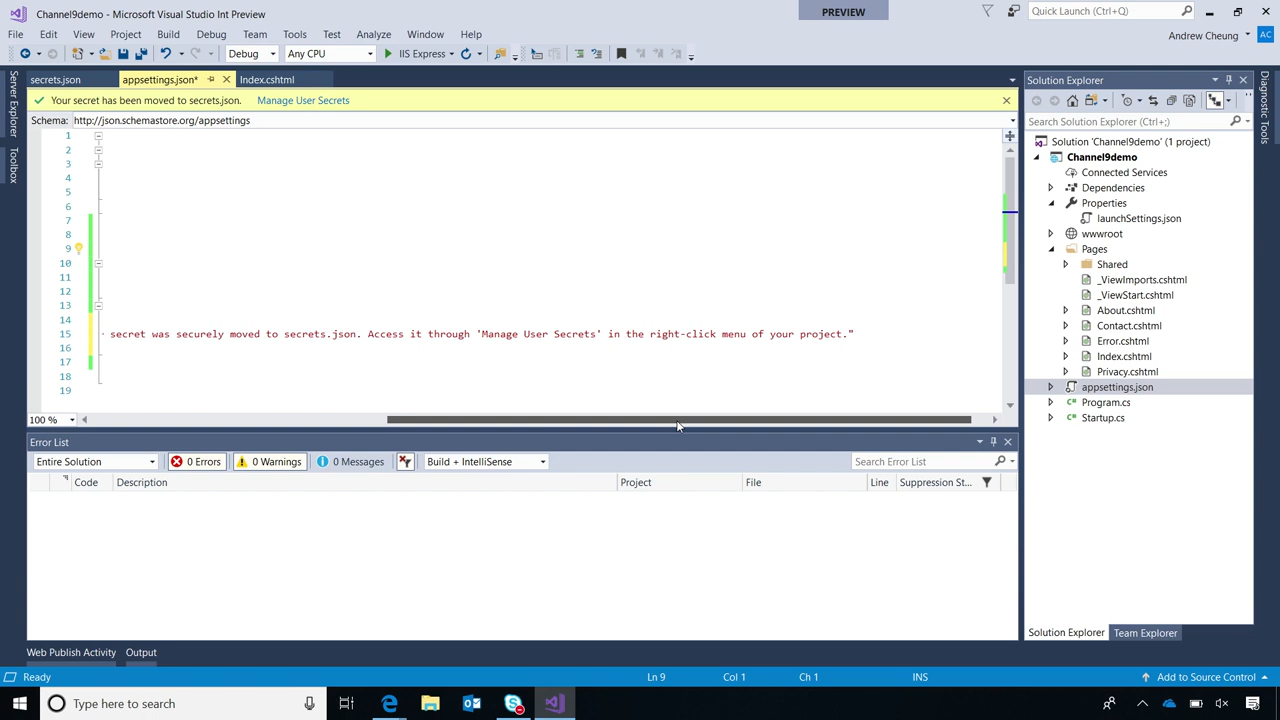 Channel9demo - Microsoft Visual Studio Int Preview
PREVIEW
Quick Launch (Ctrl+Q)
File Edit View Project Build Debug Team Tools Test Analyze Window Help
Andrew Cheung
AC
Debug Any CPU IIS Express
Server Explorer
Toolbox
secrets.json appsettings.json* Index.cshtml
Your secret has been moved to secrets.json. Manage User Secrets
Schema: http://json.schemastore.org/appsettings
1
2
3
4
5
6
7
8
9
10
11
12
13
14
15 secret was securely moved to secrets.json. Access it through 'Manage User Secrets' in the right-click menu of your project."
16
17
18
19
100 %
Error List
Entire Solution 0 Errors 0 Warnings 0 Messages Build + IntelliSense Search Error List
Code Description Project File Line Suppression St...
Web Publish Activity Output
Solution Explorer
Search Solution Explorer (Ctrl+;)
Solution 'Channel9demo' (1 project)
Channel9demo
Connected Services
Dependencies
Properties
launchSettings.json
wwwroot
Pages
Shared
_ViewImports.cshtml
_ViewStart.cshtml
About.cshtml
Contact.cshtml
Error.cshtml
Index.cshtml
Privacy.cshtml
appsettings.json
Program.cs
Startup.cs
Solution Explorer Team Explorer
Diagnostic Tools
Ready Ln 9 Col 1 Ch 1 INS Add to Source Control
Type here to search